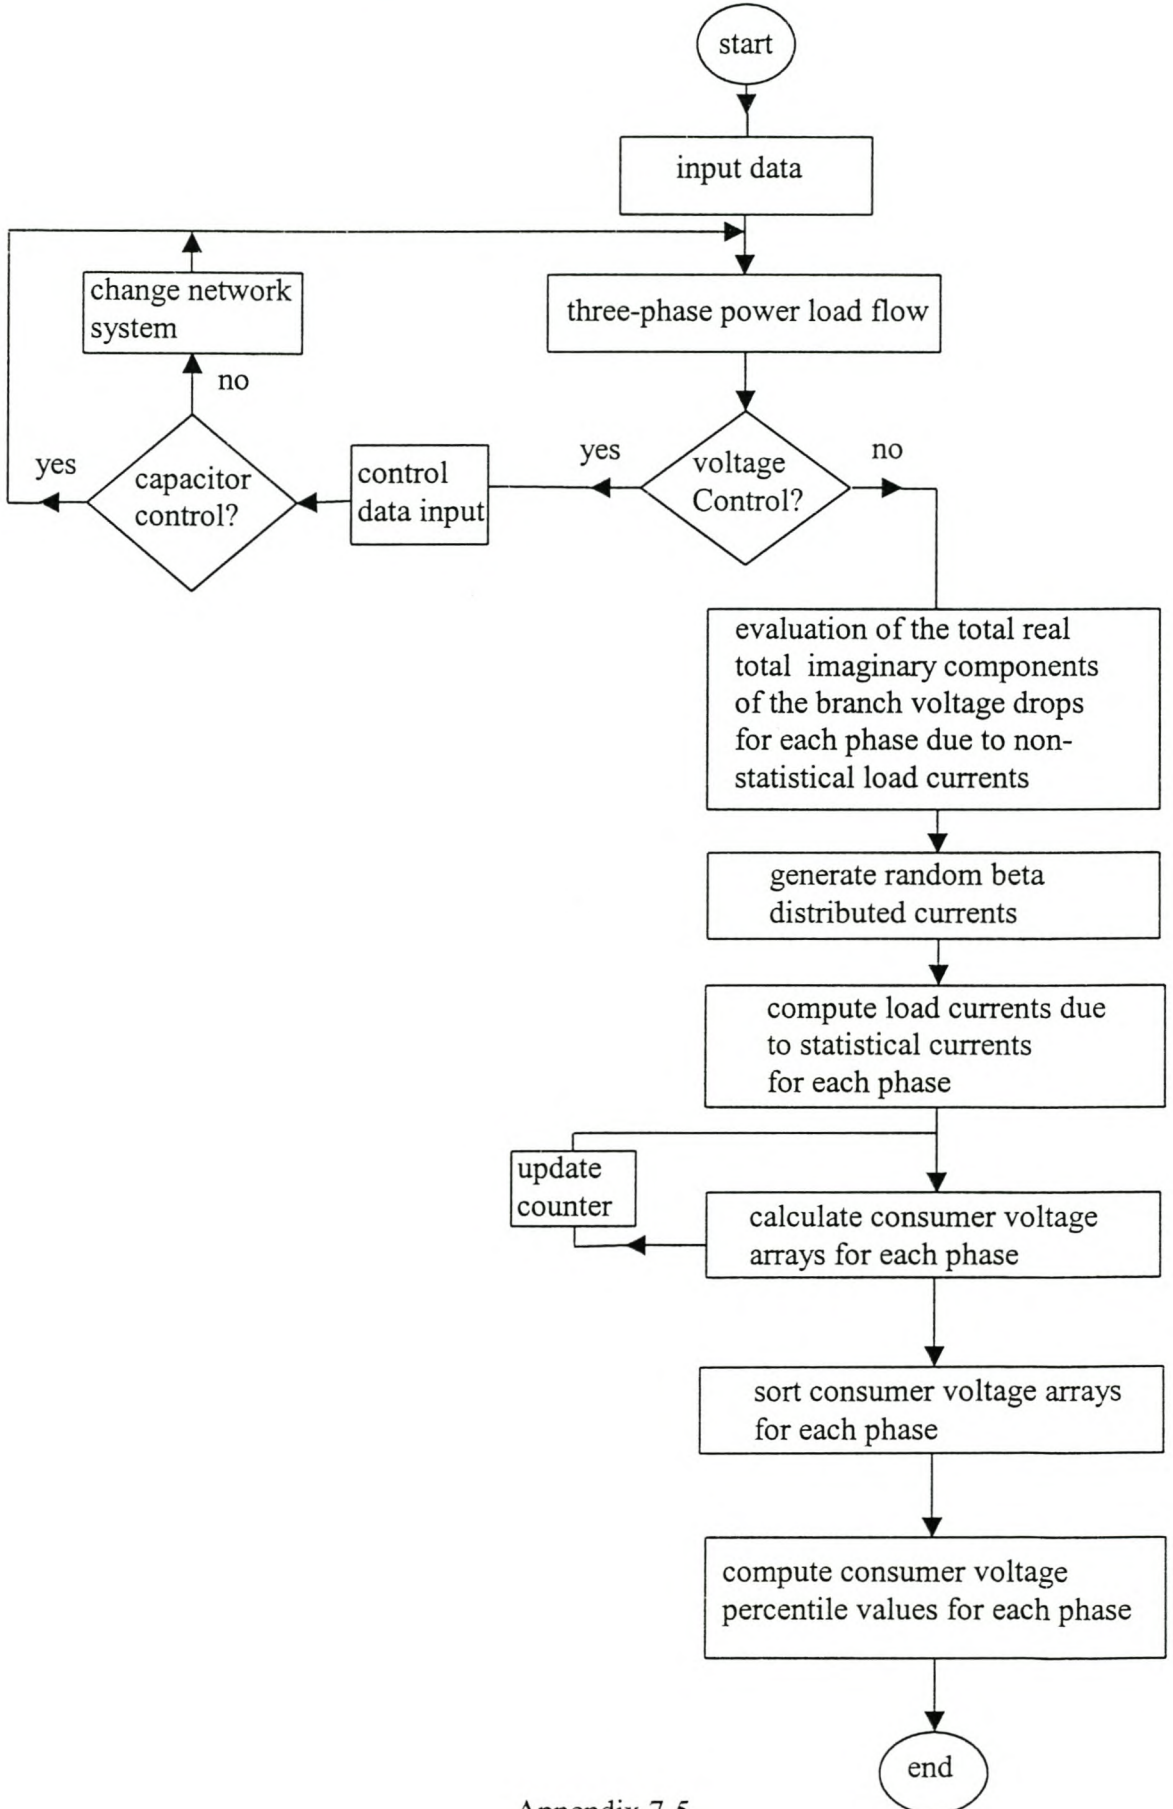 start
input data
change network
system
three-phase power load flow
no
yes
capacitor
control?
control
data input
yes
voltage
Control?
no
evaluation of the total real
total imaginary components
of the branch voltage drops
for each phase due to non-
statistical load currents
generate random beta
distributed currents
compute load currents due
to statistical currents
for each phase
update
counter
calculate consumer voltage
arrays for each phase
sort consumer voltage arrays
for each phase
compute consumer voltage
percentile values for each phase
end
Appendix 7-5